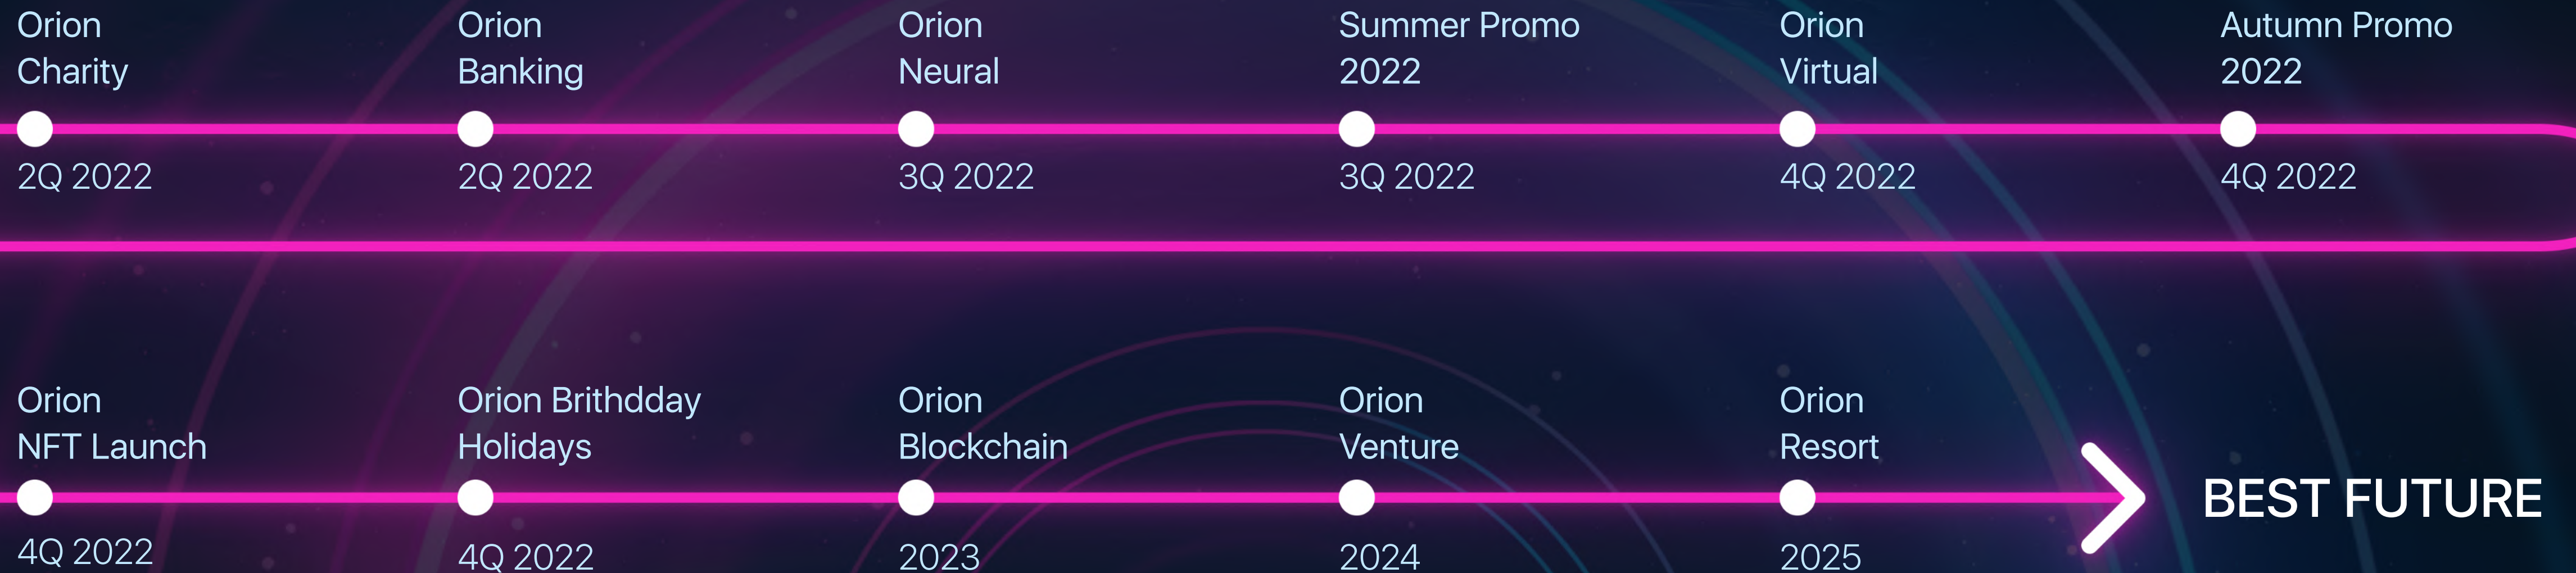 Orion
Charity
2Q 2022
Orion
Banking
2Q 2022
Orion
Neural
3Q 2022
Summer Promo
2022
3Q 2022
Orion
Virtual
4Q 2022
Autumn Promo
2022
4Q 2022
Orion
NFT Launch
4Q 2022
Orion Brithdday
Holidays
4Q 2022
Orion
Blockchain
2023
Orion
Venture
2024
Orion
Resort
2025
BEST FUTURE